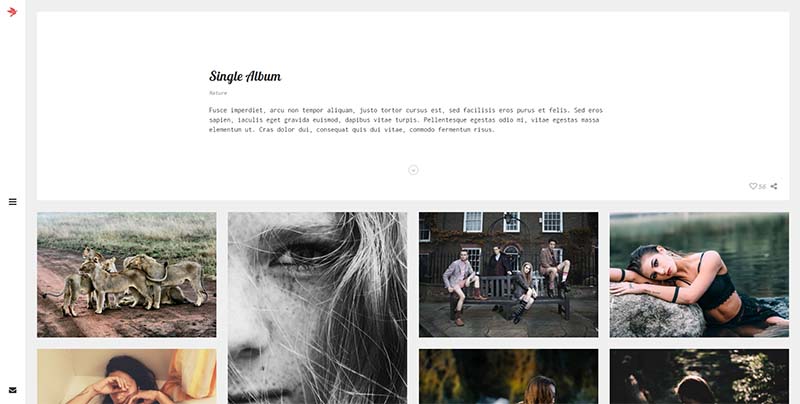 Single Album
Nature
Fusce imperdiet, arcu non tempor aliquam, justo tortor cursus est, sed facilisis eros purus et felis. Sed eros
sapien, iaculis eget gravida euismod, dapibus vitae turpis. Pellentesque egestas odio mi, vitae egestas massa
elementum ut. Cras dolor dui, consequat quis dui vitae, commodo fermentum risus.
56